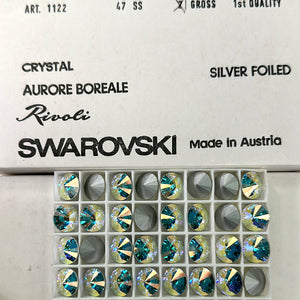 ART. 1122 47 SS GROSS 1st QUALITY
CRYSTAL
AURORE BOREALE SILVER FOILED
Rivoli
SWAROVSKI Made in Austria